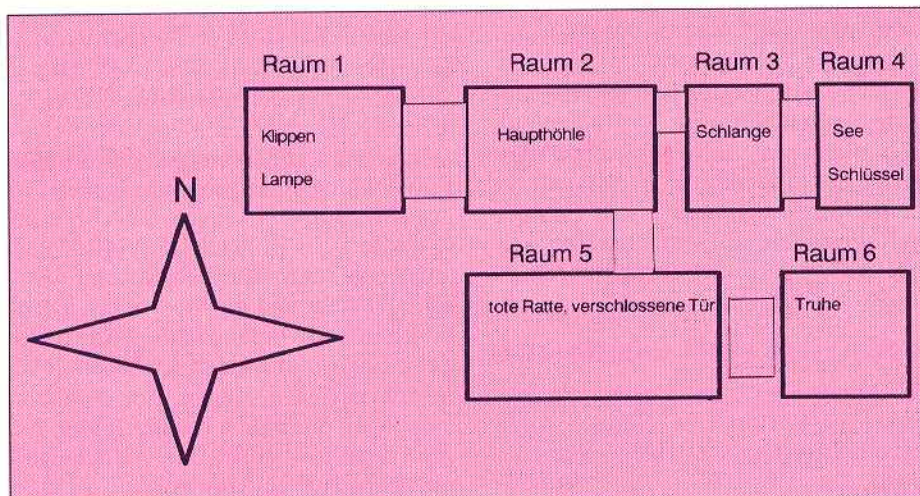 Raum 1
Raum 2
Raum 3
Raum 4
Klippen
Lampe
Haupthöhle
Schlange
See
Schlüssel
N
Raum 5
Raum 6
tote Ratte, verschlossene Tür
Truhe